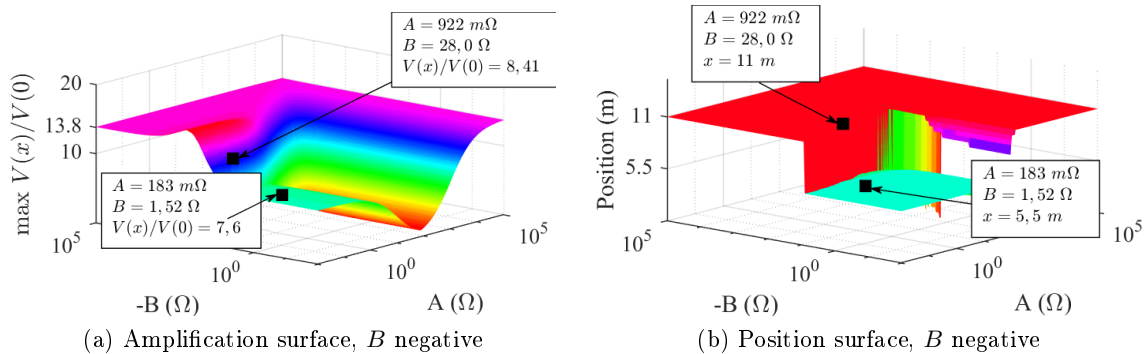 A = 922 mΩ
B = 28,0 Ω
V(x)/V(0) = 8,41
20
13.8
10
max V(x)/V(0)
A = 183 mΩ
B = 1,52 Ω
V(x)/V(0) = 7,6
10^5
10^0
10^0
10^5
-B (Ω)
A (Ω)
(a) Amplification surface, B negative
A = 922 mΩ
B = 28,0 Ω
x = 11 m
11
5.5
Position (m)
A = 183 mΩ
B = 1,52 Ω
x = 5,5 m
10^5
10^0
10^0
10^5
-B (Ω)
A (Ω)
(b) Position surface, B negative